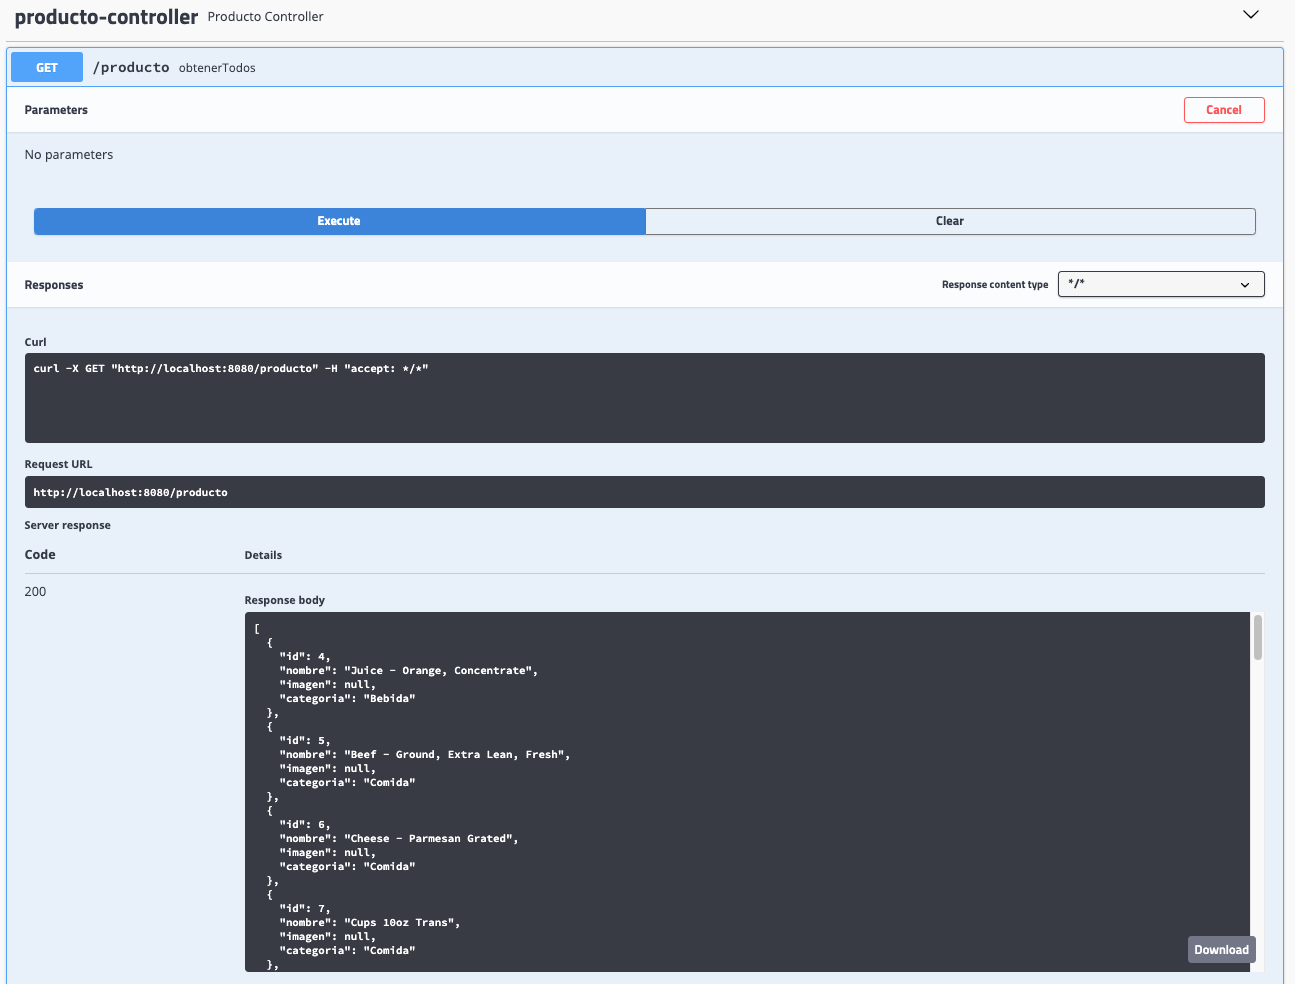 producto-controller Producto Controller
GET /producto obtenerTodos
Parameters Cancel
No parameters
Execute Clear
Responses Response content type */*
Curl
curl -X GET "http://localhost:8080/producto" -H "accept: */*"
Request URL
http://localhost:8080/producto
Server response
Code Details
200
Response body
[
  {
    "id": 4,
    "nombre": "Juice - Orange, Concentrate",
    "imagen": null,
    "categoria": "Bebida"
  },
  {
    "id": 5,
    "nombre": "Beef - Ground, Extra Lean, Fresh",
    "imagen": null,
    "categoria": "Comida"
  },
  {
    "id": 6,
    "nombre": "Cheese - Parmesan Grated",
    "imagen": null,
    "categoria": "Comida"
  },
  {
    "id": 7,
    "nombre": "Cups 10oz Trans",
    "imagen": null,
    "categoria": "Comida"
  },
Download